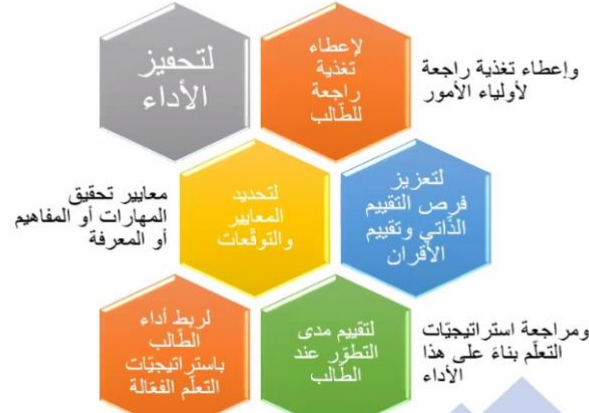 لإعطاء
تغذية
راجعة
للطّالب
وإعطاء تغذية راجعة
لأولياء الأمور
لتحفيز
الأداء
لتعزيز
فرص التقييم
الذّاتي وتقييم
الأقران
لتحديد
المعايير
والتوقّعات
معايير تحقيق
المهارات أو المفاهيم
أو المعرفة
لتقييم مدى
التطوّر عند
الطّالب
ومراجعة استراتيجيّات
التعلّم بناءً على هذا
الأداء
لربط أداء
الطّالب
باستراتيجيّات
التعلّم الفعّالة